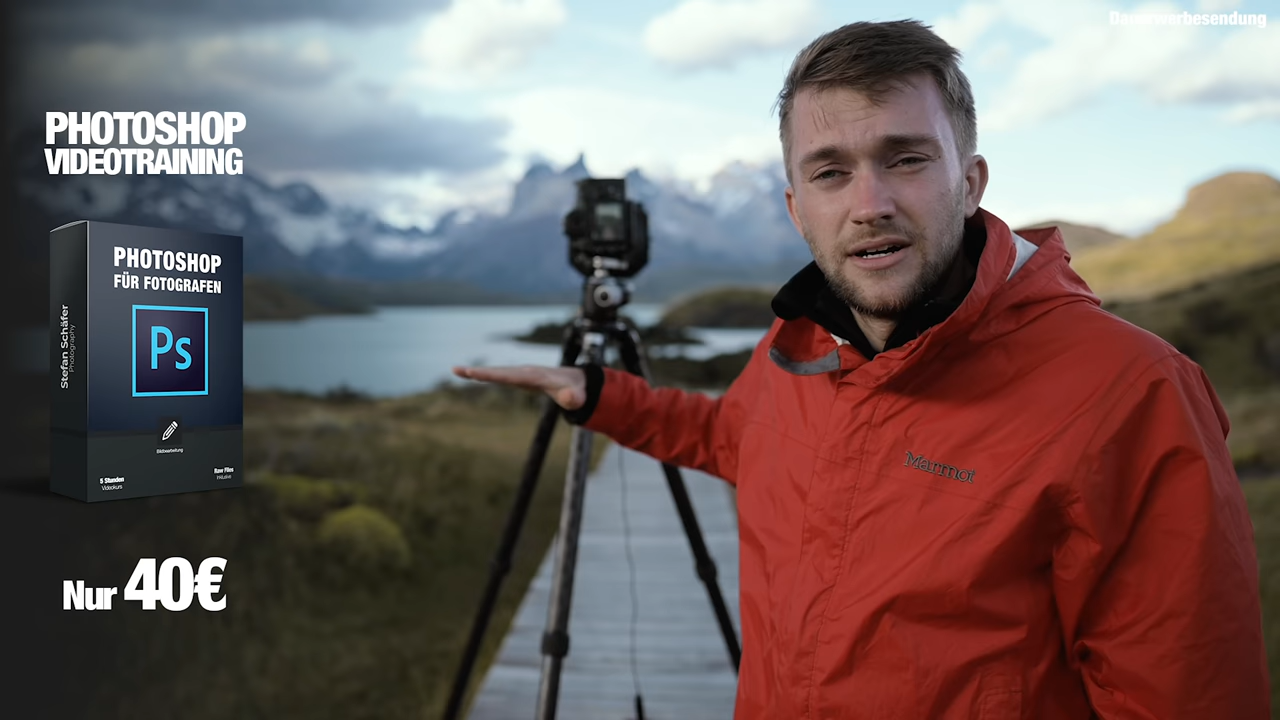 Dauerwerbesendung
PHOTOSHOP
VIDEOTRAINING
PHOTOSHOP
FÜR FOTOGRAFEN
Ps
Bildbearbeitung
5 Stunden
Videokurs
Raw Files
Inklusive
Stefan Schäfer
Photography
Nur 40€
Marmot